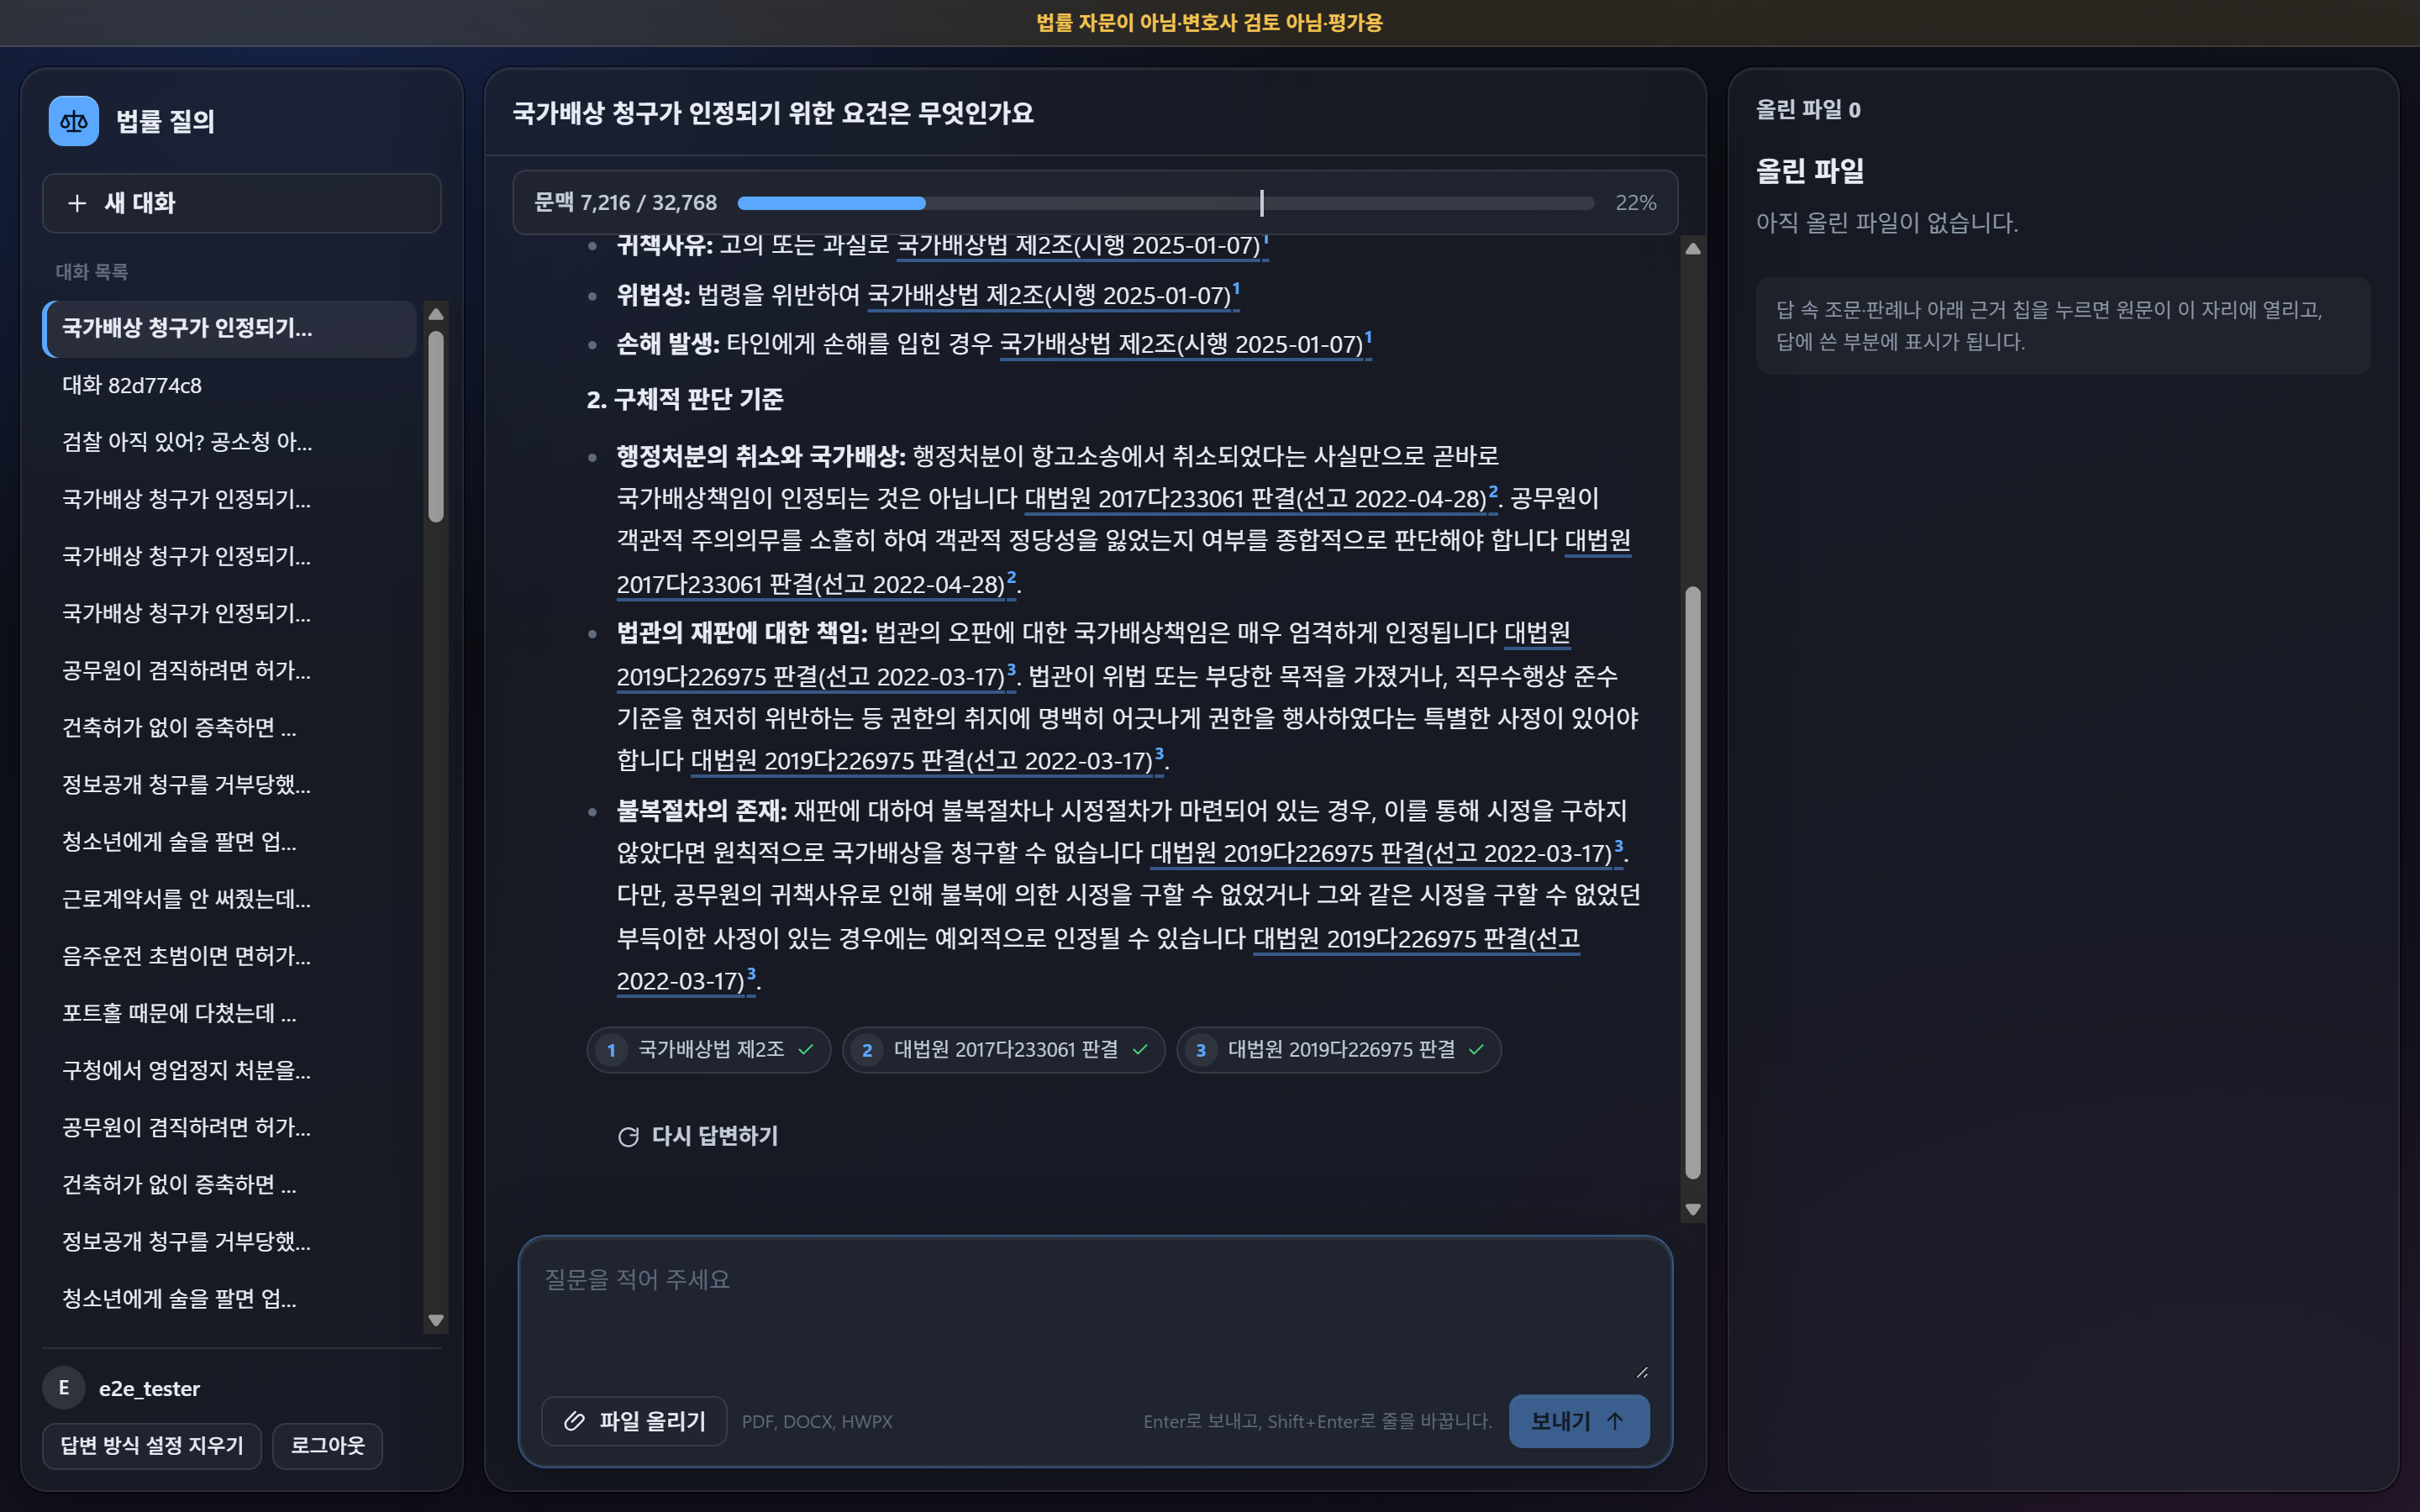 법률 자문이 아님·변호사 검토 아님·평가용
법률 질의
새 대화
대화 목록
국가배상 청구가 인정되기...
대화 82d774c8
검찰 아직 있어? 공소청 아...
국가배상 청구가 인정되기...
국가배상 청구가 인정되기...
국가배상 청구가 인정되기...
공무원이 겸직하려면 허가...
건축허가 없이 증축하면 ...
정보공개 청구를 거부당했...
청소년에게 술을 팔면 업...
근로계약서를 안 써줬는데...
음주운전 초범이면 면허가...
포트홀 때문에 다쳤는데 ...
구청에서 영업정지 처분을...
공무원이 겸직하려면 허가...
건축허가 없이 증축하면 ...
정보공개 청구를 거부당했...
청소년에게 술을 팔면 업...
E e2e_tester
답변 방식 설정 지우기 로그아웃
국가배상 청구가 인정되기 위한 요건은 무엇인가요
문맥 7,216 / 32,768 22%
귀책사유: 고의 또는 과실로 국가배상법 제2조(시행 2025-01-07)1
위법성: 법령을 위반하여 국가배상법 제2조(시행 2025-01-07)1
손해 발생: 타인에게 손해를 입힌 경우 국가배상법 제2조(시행 2025-01-07)1
2. 구체적 판단 기준
행정처분의 취소와 국가배상: 행정처분이 항고소송에서 취소되었다는 사실만으로 곧바로
국가배상책임이 인정되는 것은 아닙니다 대법원 2017다233061 판결(선고 2022-04-28)2. 공무원이
객관적 주의의무를 소홀히 하여 객관적 정당성을 잃었는지 여부를 종합적으로 판단해야 합니다 대법원
2017다233061 판결(선고 2022-04-28)2.
법관의 재판에 대한 책임: 법관의 오판에 대한 국가배상책임은 매우 엄격하게 인정됩니다 대법원
2019다226975 판결(선고 2022-03-17)3. 법관이 위법 또는 부당한 목적을 가졌거나, 직무수행상 준수
기준을 현저히 위반하는 등 권한의 취지에 명백히 어긋나게 권한을 행사하였다는 특별한 사정이 있어야
합니다 대법원 2019다226975 판결(선고 2022-03-17)3.
불복절차의 존재: 재판에 대하여 불복절차나 시정절차가 마련되어 있는 경우, 이를 통해 시정을 구하지
않았다면 원칙적으로 국가배상을 청구할 수 없습니다 대법원 2019다226975 판결(선고 2022-03-17)3.
다만, 공무원의 귀책사유로 인해 불복에 의한 시정을 구할 수 없었거나 그와 같은 시정을 구할 수 없었던
부득이한 사정이 있는 경우에는 예외적으로 인정될 수 있습니다 대법원 2019다226975 판결(선고
2022-03-17)3.
1 국가배상법 제2조 2 대법원 2017다233061 판결 3 대법원 2019다226975 판결
다시 답변하기
질문을 적어 주세요
파일 올리기 PDF, DOCX, HWPX Enter로 보내고, Shift+Enter로 줄을 바꿉니다. 보내기
올린 파일 0
올린 파일
아직 올린 파일이 없습니다.
답 속 조문·판례나 아래 근거 칩을 누르면 원문이 이 자리에 열리고,
답에 쓴 부분에 표시가 됩니다.